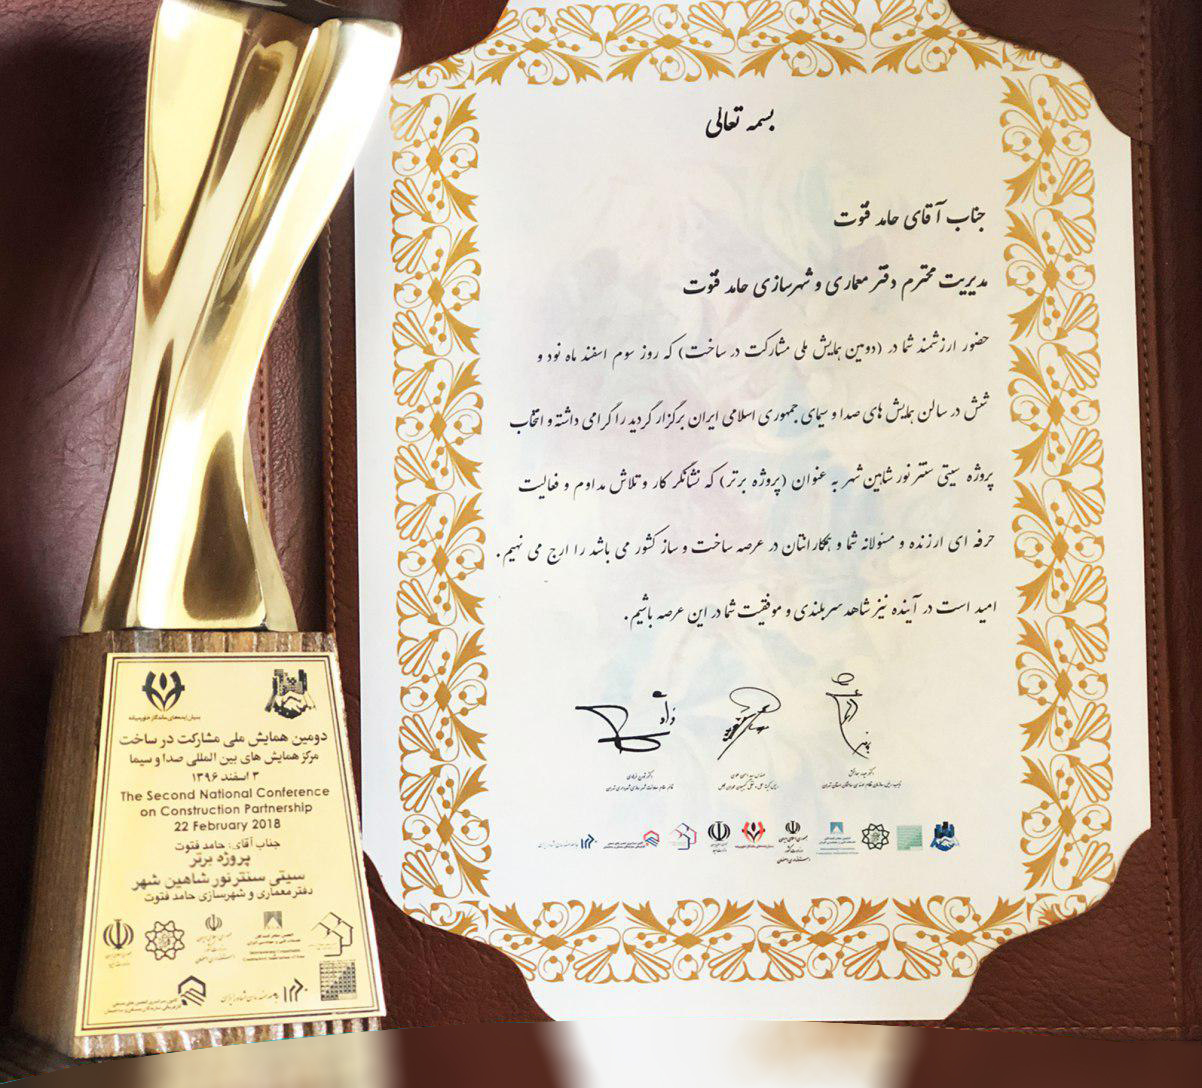 بسمه تعالی
جناب آقای حامد فتوت
مدیریت محترم دفتر معماری و شهرسازی حامد فتوت
حضور ارزشمند شما در (دومین همایش ملی مشارکت در ساخت) که روز سوم اسفند ماه نود و
شش در سالن همایش های صدا و سیمای جمهوری اسلامی ایران برگزار گردید را گرامی داشته و انتخاب
پروژه سیتی سنتر نور شاهین شهر به عنوان (پروژه برتر) که نشانگر کار و تلاش مداوم و فعالیت
حرفه ای ارزنده و مسئولانه شما و همکارانتان در عرصه ساخت و ساز کشور می باشد را ارج می نهیم.
امید است در آینده نیز شاهد سربلندی و موفقیت شما در این عرصه باشیم.
دومین همایش ملی مشارکت در ساخت
مرکز همایش های بین المللی صدا و سیما
۳ اسفند ۱۳۹۶
The Second National Conference
on Construction Partnership
22 February 2018
جناب آقای: حامد فتوت
پروژه برتر
سیتی سنتر نور شاهین شهر
دفتر معماری و شهرسازی حامد فتوت